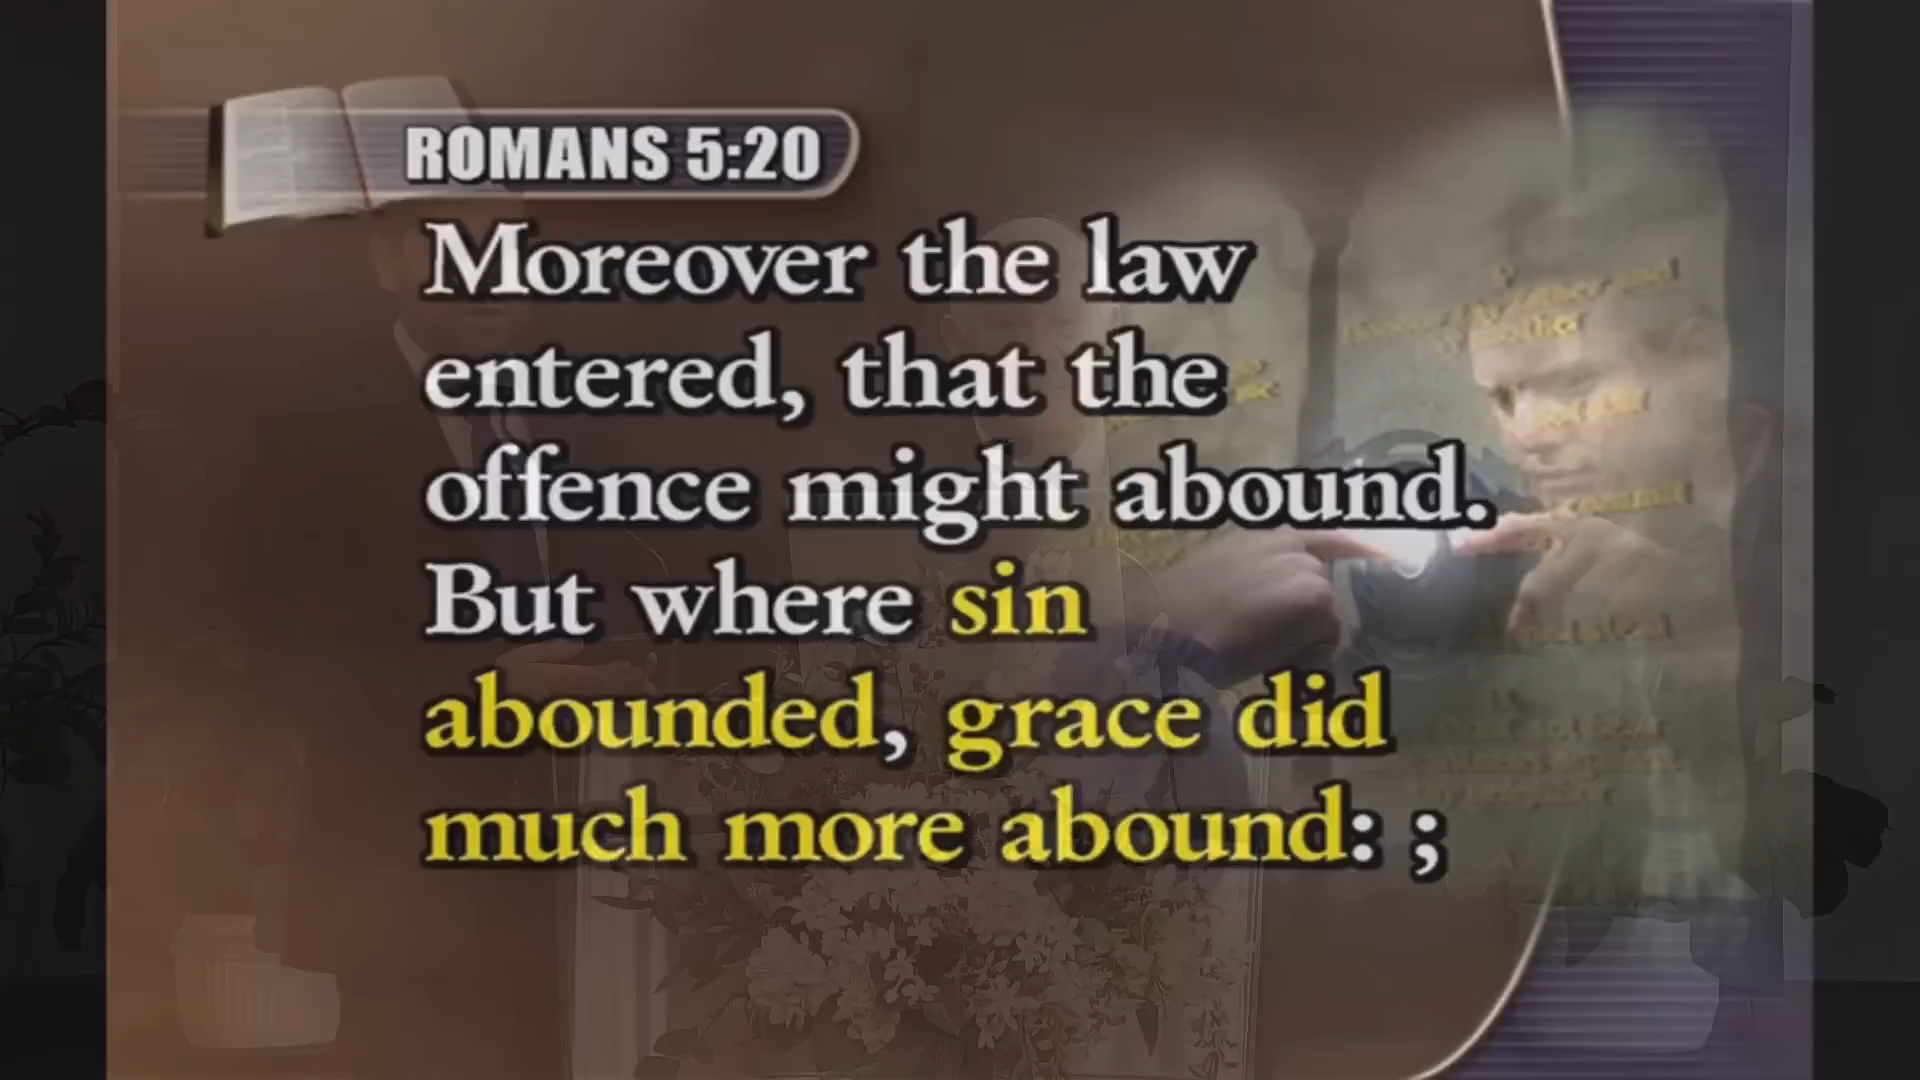 ROMANS 5:20
Moreover the law
entered, that the
offence might abound.
But where sin
abounded, grace did
much more abound: ;